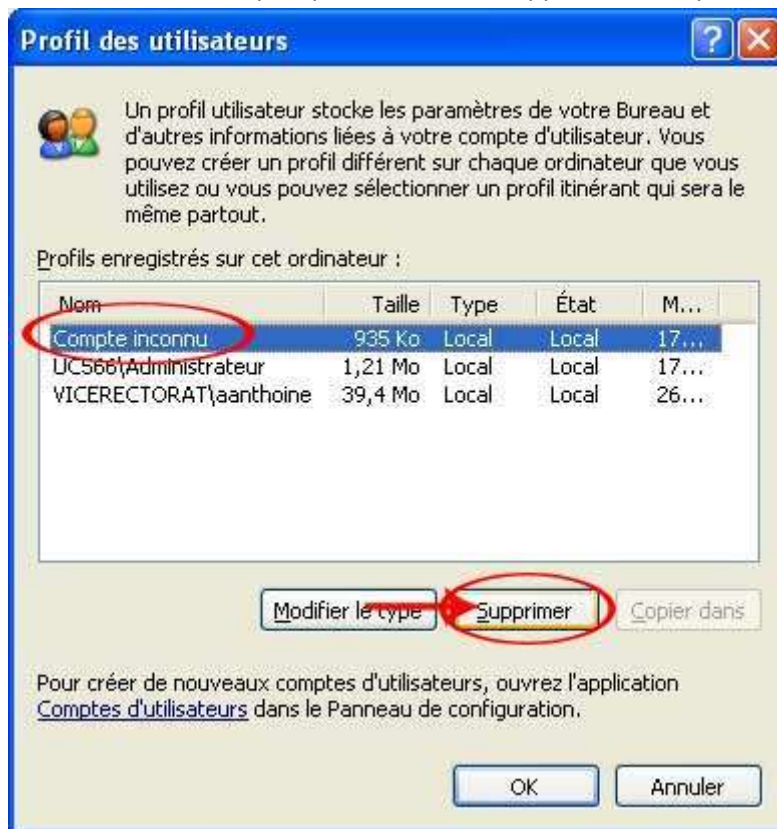 Profil des utilisateurs
Un profil utilisateur stocke les paramètres de votre Bureau et
d'autres informations liées à votre compte d'utilisateur. Vous
pouvez créer un profil différent sur chaque ordinateur que vous
utilisez ou vous pouvez sélectionner un profil itinérant qui sera le
même partout.
Profils enregistrés sur cet ordinateur :
Nom Taille Type État M...
Compte inconnu 935 Ko Local Local 17...
UC566\Administrateur 1,21 Mo Local Local 17...
VICERECTORAT\aanthoine 39,4 Mo Local Local 26...
Modifier le type Supprimer Copier dans
Pour créer de nouveaux comptes d'utilisateurs, ouvrez l'application
Comptes d'utilisateurs dans le Panneau de configuration.
OK Annuler